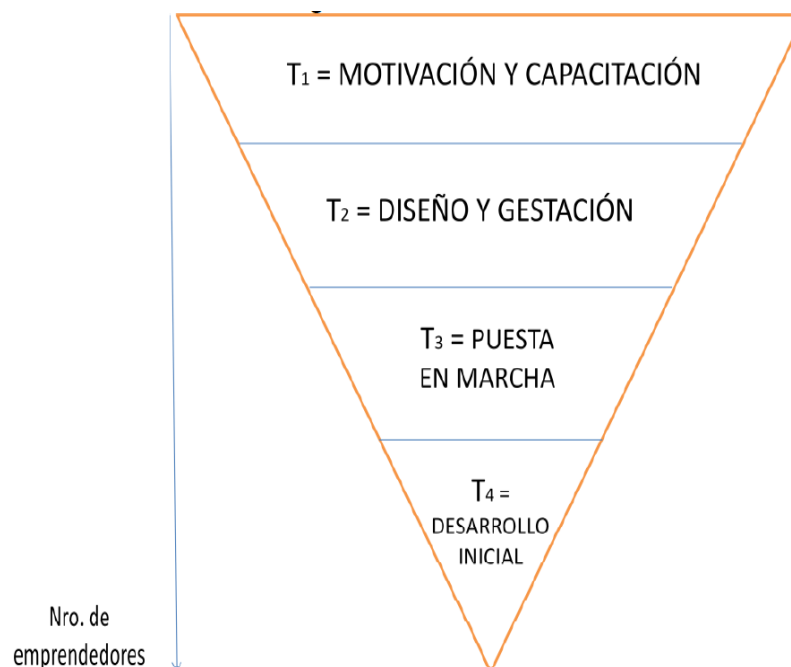 T1 = MOTIVACIÓN Y CAPACITACIÓN
T2 = DISEÑO Y GESTACIÓN
T3 = PUESTA
EN MARCHA
T4 =
DESARROLLO
INICIAL
Nro. de
emprendedores